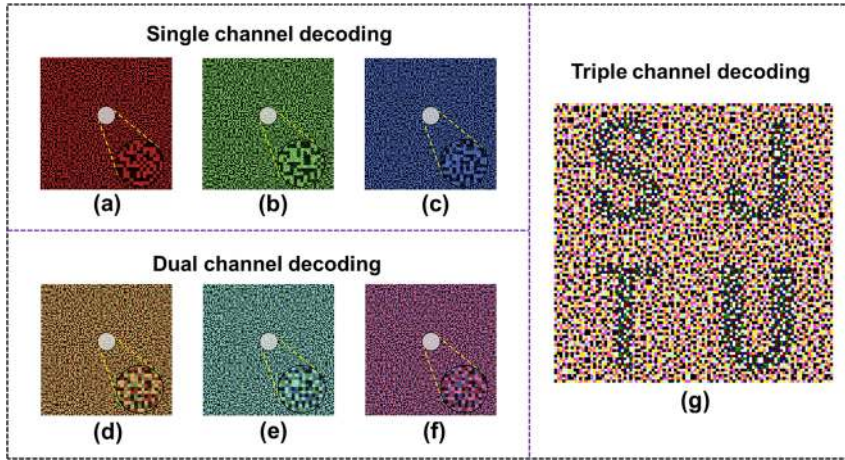 Single channel decoding
(a) (b) (c)
Dual channel decoding
(d) (e) (f)
Triple channel decoding
S J
T U
(g)